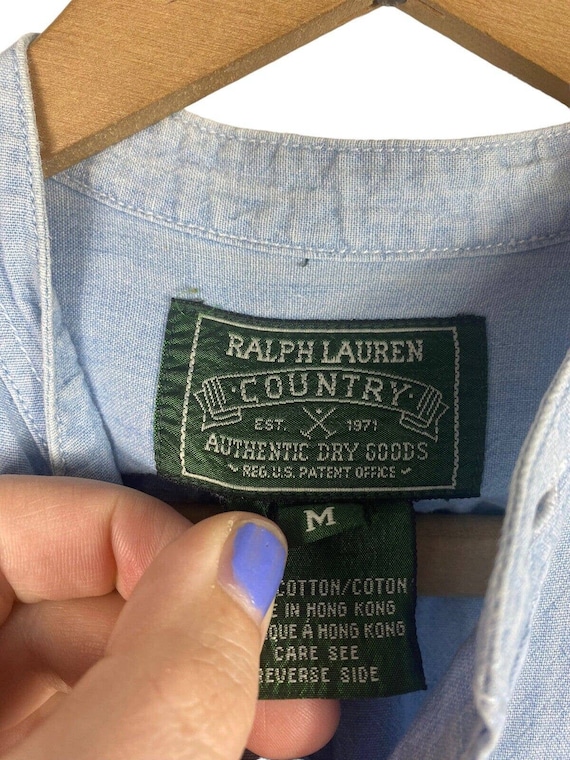 RALPH LAUREN
COUNTRY
EST. 1971
AUTHENTIC DRY GOODS
REG. U.S. PATENT OFFICE
M
COTTON/COTON
IN HONG KONG
À HONG KONG
CARE SEE
REVERSE SIDE